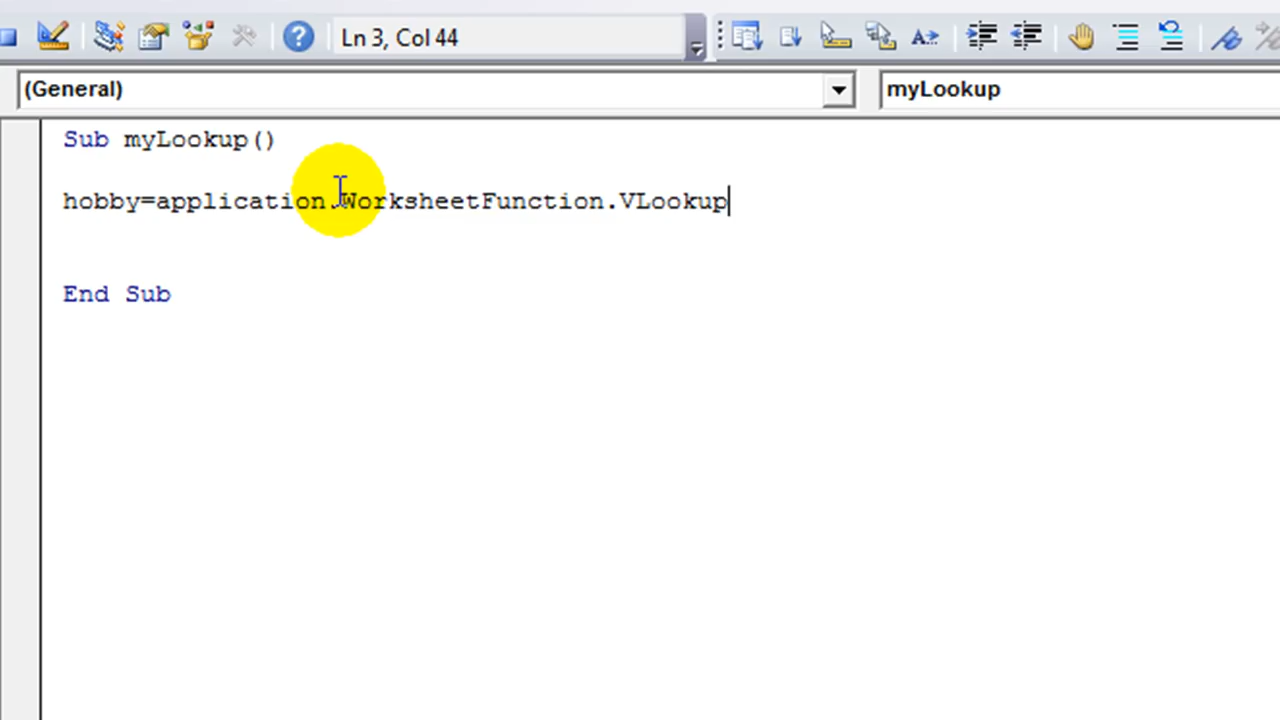 Ln 3, Col 44
(General)
myLookup
Sub myLookup()
hobby=application.WorksheetFunction.VLookup
End Sub